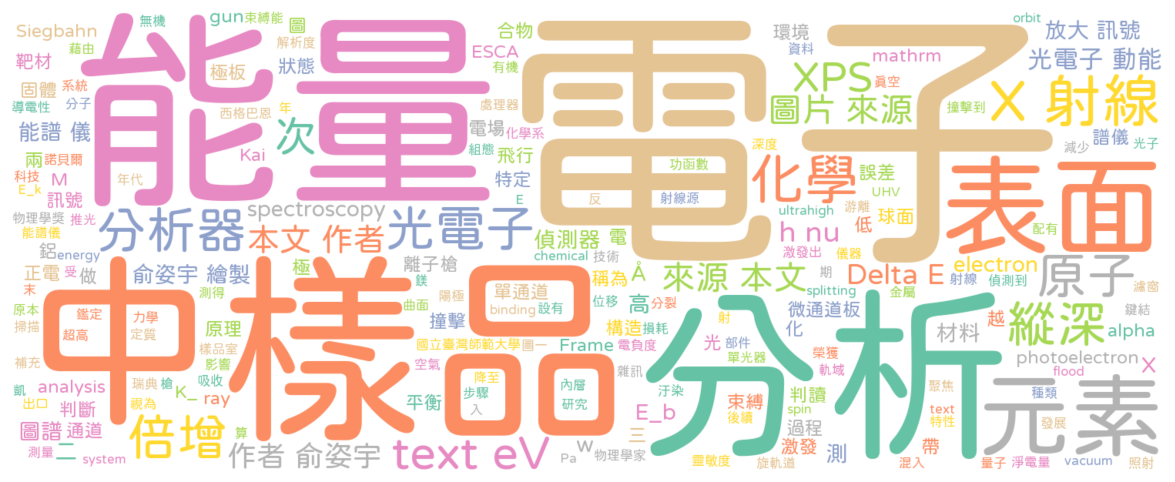 能量
電子
中
樣品
分析
表面
元素
X 射線
化學
XPS
圖片 來源
光電子 動能
放大 訊號
環境
資料
mathrm
orbit
真空
撞擊到
譜儀
光子
減少
深度
誤差
UHV
功函數
反
射線源
ultrahigh
游離
球面
低
配有
h nu
激發出
儀器
技術
Siegbahn
無機
gun
束縛能
圖
藉由
解析度
ESCA
合物
有機
靶材
極板
狀態
固體
系統
導電性
分子
西格巴恩
年
處理器
能譜 儀
次
電場
化學系
組態
兩
諾貝爾
Kai
飛行
科技
年代
特定
E_k
M
訊號
E
物理學獎
推光
能譜儀
分析器
spectroscopy
光電子
本文 作者
偵測器
電
chemical
鋁
energy
正電
受
做
俞姿宇 繪製
極
離子槍
稱為
Å
來源 本文
Delta E
electron
原子
濾窗
期
splitting
射線
偵測到
金屬
末
測得
鎂
陽極
單通道
binding
設有
位移
分裂
高
微通道板
化
越
縱深
鍵結
alpha
原本
鑑定
力學
掃描
超高
定質
原理
曲面
撞擊
構造
損耗
射
光
部件
材料
樣品室
影響
國立臺灣師範大學
圖一
Frame
電負度
單光器
榮獲
軌域
photoelectron
X
補充
analysis
瑞典
槍
K_
吸收
空氣
降至
內層
雜訊
汙染
判讀
聚焦
flood
凱
出口
判斷
視為
ray
平衡
步驟
入
研究
E_b
束縛
後續
spin
text
種類
特性
發展
圖譜
通道
倍增
算
三
過程
測量
二
system
作者 俞姿宇
text eV
W
Pa
物理學家
靈敏度
激發
旋軌道
測
帶
混入
量子
淨電量
vacuum
照射